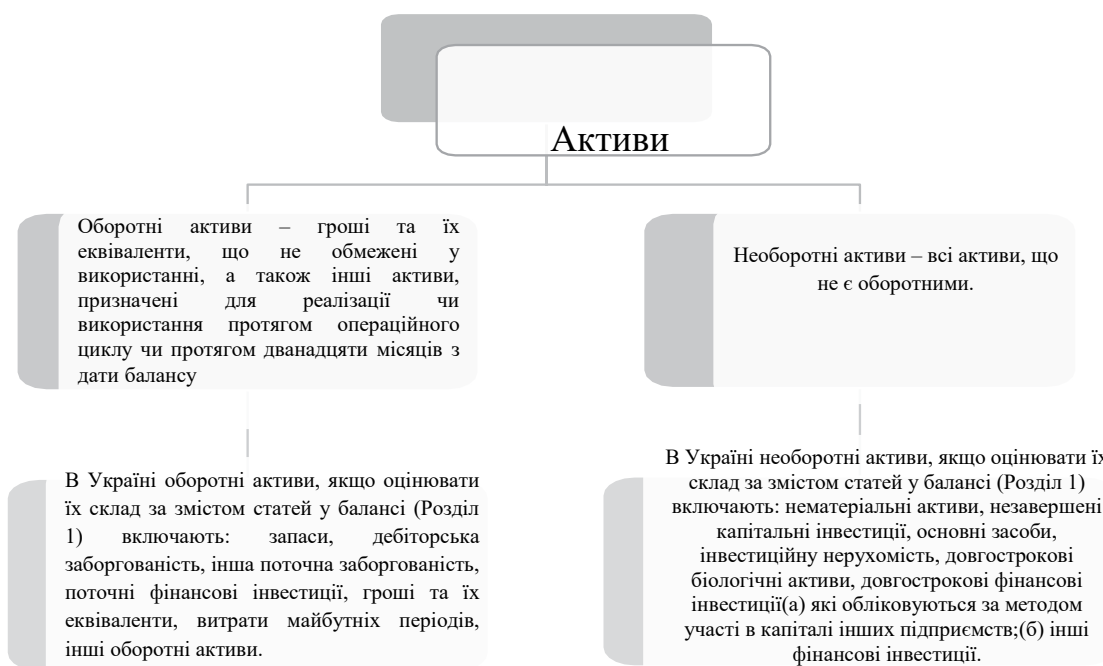 Активи
Оборотні активи – гроші та їх
еквіваленти, що не обмежені у
використанні, а також інші активи,
призначені для реалізації чи
використання протягом операційного
циклу чи протягом дванадцяти місяців з
дати балансу
Необоротні активи – всі активи, що
не є оборотними.
В Україні оборотні активи, якщо оцінювати
їх склад за змістом статей у балансі (Розділ
1) включають: запаси, дебіторська
заборгованість, інша поточна заборгованість,
поточні фінансові інвестиції, гроші та їх
еквіваленти, витрати майбутніх періодів,
інші оборотні активи.
В Україні необоротні активи, якщо оцінювати їх
склад за змістом статей у балансі (Розділ 1)
включають: нематеріальні активи, незавершені
капітальні інвестиції, основні засоби,
інвестиційну нерухомість, довгострокові
біологічні активи, довгострокові фінансові
інвестиції(а) які обліковуються за методом
участі в капіталі інших підприємств;(б) інші
фінансові інвестиції.